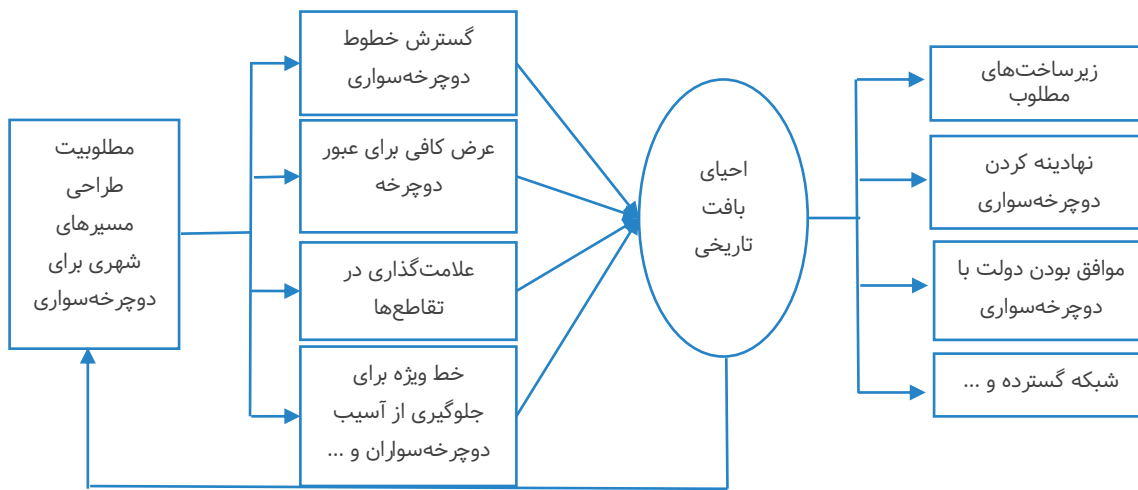 مطلوبیت
طراحی
مسیرهای
شهری برای
دوچرخه‌سواری
گسترش خطوط
دوچرخه‌سواری
عرض کافی برای عبور
دوچرخه
علامت‌گذاری در
تقاطع‌ها
خط ویژه برای
جلوگیری از آسیب
دوچرخه‌سواران و ...
احیای
بافت
تاریخی
زیرساخت‌های
مطلوب
نهادینه کردن
دوچرخه‌سواری
موافق بودن دولت با
دوچرخه‌سواری
شبکه گسترده و ...